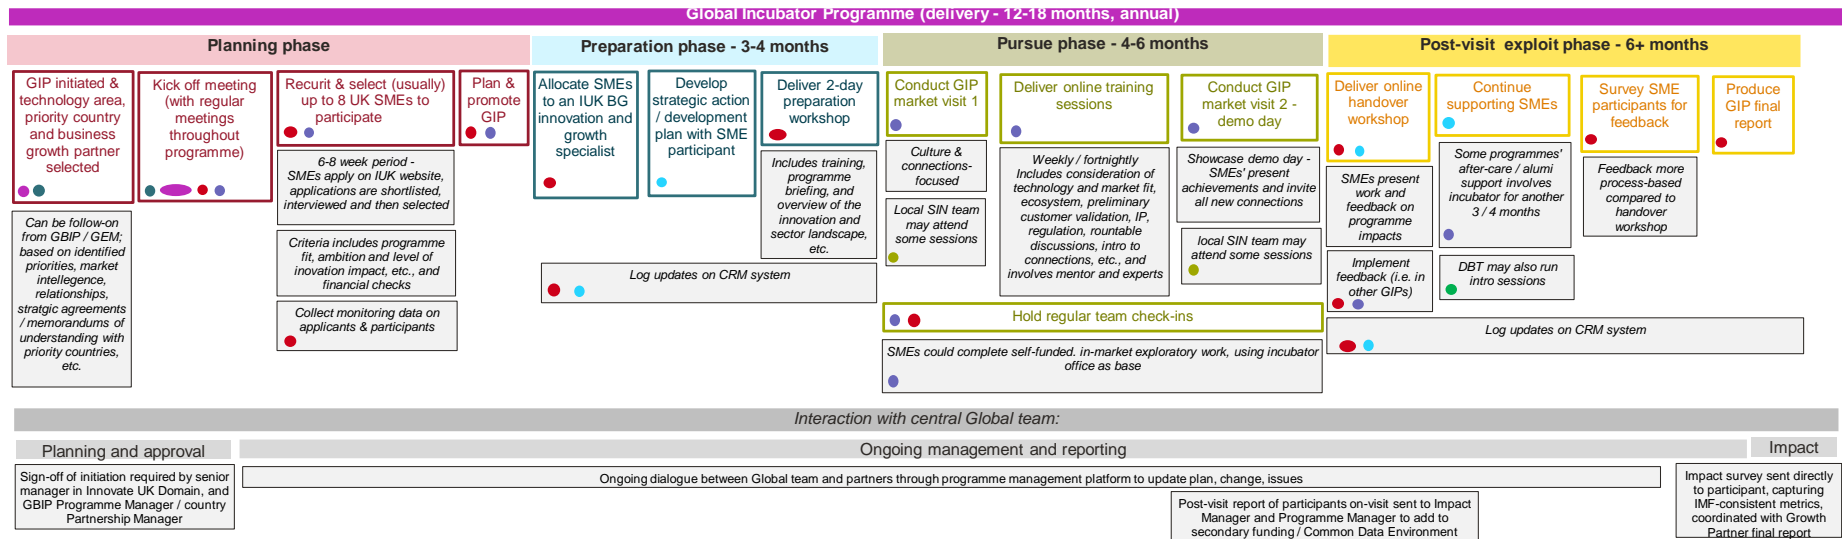 Global Incubator Programme (delivery - 12-18 months, annual)
Planning phase
Preparation phase - 3-4 months
Pursue phase - 4-6 months
Post-visit exploit phase - 6+ months
GIP initiated &
technology area,
priority country
and business
growth partner
selected
Kick off meeting
(with regular
meetings
throughout
programme)
Recurit & select (usually)
up to 8 UK SMEs to
participate
Plan &
promote
GIP
Allocate SMEs
to an IUK BG
innovation and
growth
specialist
Develop
strategic action
/ development
plan with SME
participant
Deliver 2-day
preparation
workshop
Conduct GIP
market visit 1
Deliver online training
sessions
Conduct GIP
market visit 2 -
demo day
Deliver online
handover
workshop
Continue
supporting SMEs
Survey SME
participants for
feedback
Produce
GIP final
report
Can be follow-on
from GBIP / GEM;
based on identified
priorities, market
intellegence,
relationships,
stratgic agreements
/ memorandums of
understanding with
priority countries,
etc.
6-8 week period -
SMEs apply on IUK website,
applications are shortlisted,
interviewed and then selected
Criteria includes programme
fit, ambition and level of
inovation impact, etc., and
financial checks
Collect monitoring data on
applicants & participants
Includes training,
programme
briefing, and
overview of the
innovation and
sector landscape,
etc.
Log updates on CRM system
Culture &
connections-
focused
Local SIN team
may attend
some sessions
Weekly / fortnightly
Includes consideration of
technology and market fit,
ecosystem, preliminary
customer validation, IP,
regulation, rountable
discussions, intro to
connections, etc., and
involves mentor and experts
Showcase demo day -
SMEs' present
achievements and invite
all new connections
local SIN team may
attend some sessions
Hold regular team check-ins
SMEs could complete self-funded. in-market exploratory work, using incubator
office as base
SMEs present
work and
feedback on
programme
impacts
Implement
feedback (i.e. in
other GIPs)
Some programmes'
after-care / alumi
support involves
incubator for another
3 / 4 months
DBT may also run
intro sessions
Feedback more
process-based
compared to
handover
workshop
Log updates on CRM system
Interaction with central Global team:
Planning and approval
Ongoing management and reporting
Impact
Sign-off of initiation required by senior
manager in Innovate UK Domain, and
GBIP Programme Manager / country
Partnership Manager
Ongoing dialogue between Global team and partners through programme management platform to update plan, change, issues
Post-visit report of participants on-visit sent to Impact
Manager and Programme Manager to add to
secondary funding / Common Data Environment
Impact survey sent directly
to participant, capturing
IMF-consistent metrics,
coordinated with Growth
Partner final report